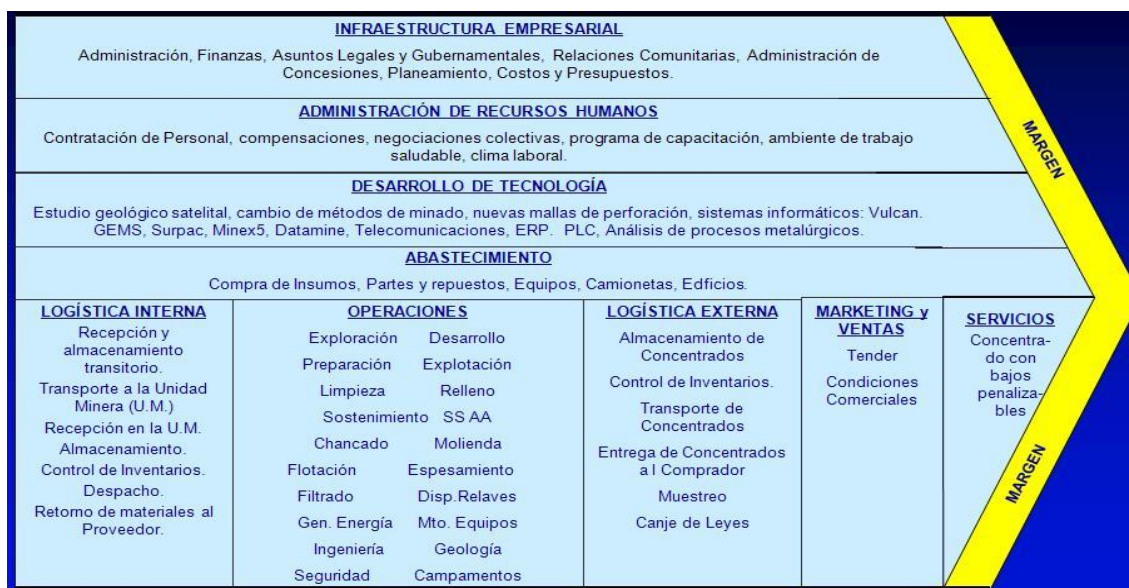 INFRAESTRUCTURA EMPRESARIAL
Administración, Finanzas, Asuntos Legales y Gubernamentales, Relaciones Comunitarias, Administración de
Concesiones, Planeamiento, Costos y Presupuestos.
ADMINISTRACIÓN DE RECURSOS HUMANOS
Contratación de Personal, compensaciones, negociaciones colectivas, programa de capacitación, ambiente de trabajo
saludable, clima laboral.
DESARROLLO DE TECNOLOGÍA
Estudio geológico satelital, cambio de métodos de minado, nuevas mallas de perforación, sistemas informáticos: Vulcan.
GEMS, Surpac, Minex5, Datamine, Telecomunicaciones, ERP. PLC, Análisis de procesos metalúrgicos.
ABASTECIMIENTO
Compra de Insumos, Partes y repuestos, Equipos, Camionetas, Edficios.
MARGEN
LOGÍSTICA INTERNA
Recepción y
almacenamiento
transitorio.
Transporte a la Unidad
Minera (U.M.)
Recepción en la U.M.
Almacenamiento.
Control de Inventarios.
Despacho.
Retorno de materiales al
Proveedor.
OPERACIONES
Exploración Desarrollo
Preparación Explotación
Limpieza Relleno
Sostenimiento SS AA
Chancado Molienda
Flotación Espesamiento
Filtrado Disp.Relaves
Gen. Energía Mto. Equipos
Ingeniería Geología
Seguridad Campamentos
LOGÍSTICA EXTERNA
Almacenamiento de
Concentrados
Control de Inventarios.
Transporte de
Concentrados
Entrega de Concentrados
a l Comprador
Muestreo
Canje de Leyes
MARKETING y
VENTAS
Tender
Condiciones
Comerciales
SERVICIOS
Concentra-
do con
bajos
penaliza-
bles
MARGEN